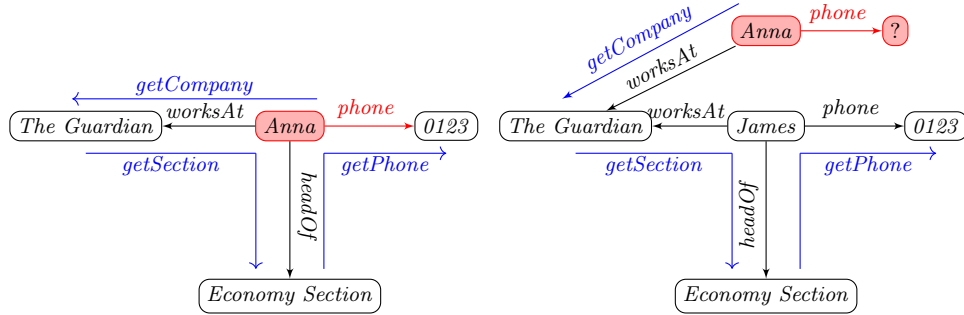 getCompany
worksAt
phone
The Guardian
Anna
0123
getSection
headOf
getPhone
Economy Section
Anna
phone
?
getCompany
worksAt
worksAt
phone
The Guardian
James
0123
getSection
headOf
getPhone
Economy Section